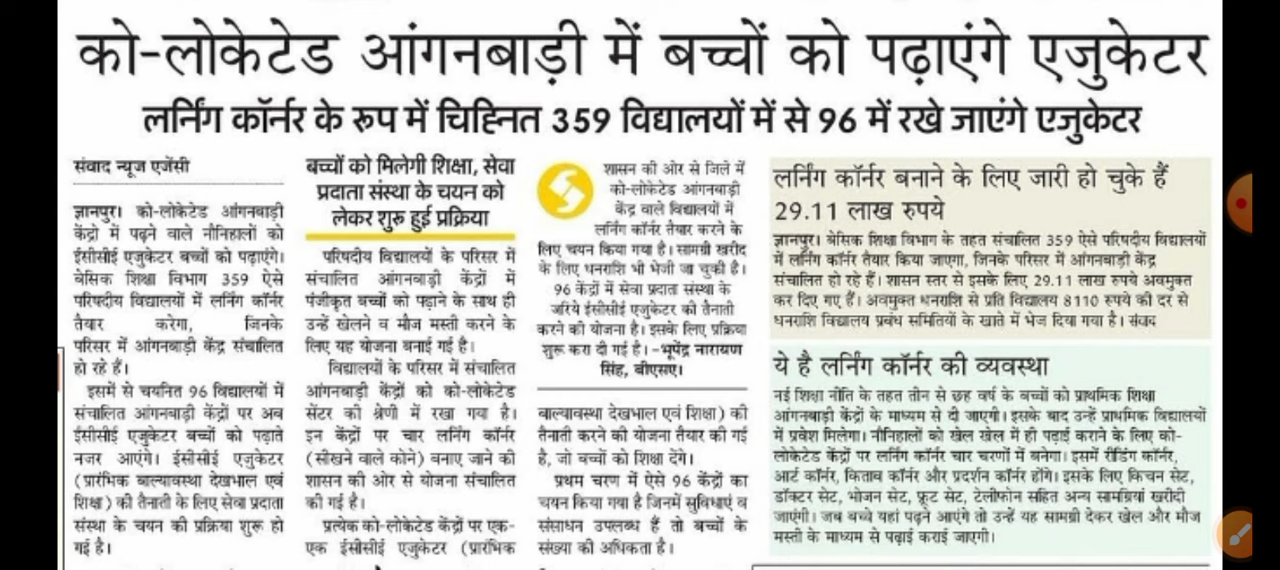 को-लोकेटेड आंगनबाड़ी में बच्चों को पढ़ाएंगे एजुकेटर
लर्निंग कॉर्नर के रूप में चिह्नित 359 विद्यालयों में से 96 में रखे जाएंगे एजुकेटर
संवाद न्यूज एजेंसी
ज्ञानपुर। को-लोकेटेड आंगनबाड़ी
केंद्रो में पढ़ने वाले नौनिहालों को
ईसीसीई एजुकेटर बच्चों को पढ़ाएंगे।
बेसिक शिक्षा विभाग 359 ऐसे
परिषदीय विद्यालयों में लर्निंग कॉर्नर
तैयार करेगा, जिनके
परिसर में आंगनबाड़ी केंद्र संचालित
हो रहे हैं।
इसमें से चयनित 96 विद्यालयों में
संचालित आंगनबाड़ी केंद्रों पर अब
ईसीसीई एजुकेटर बच्चों को पढ़ाते
नजर आएंगे। ईसीसीई एजुकेटर
(प्रारंभिक बाल्यावस्था देखभाल एवं
शिक्षा) की तैनाती के लिए सेवा प्रदाता
संस्था के चयन की प्रक्रिया शुरू हो
गई है।
बच्चों को मिलेगी शिक्षा, सेवा
प्रदाता संस्था के चयन को
लेकर शुरू हुई प्रक्रिया
परिषदीय विद्यालयों के परिसर में
संचालित आंगनबाड़ी केंद्रों में
पंजीकृत बच्चों को पढ़ाने के साथ ही
उन्हें खेलने व मौज मस्ती करने के
लिए यह योजना बनाई गई है।
विद्यालयों के परिसर में संचालित
आंगनबाड़ी केंद्रों को को-लोकेटेड
सेंटर की श्रेणी में रखा गया है।
इन केंद्रों पर चार लर्निंग कॉर्नर
(सीखने वाले कोने) बनाए जाने की
शासन की ओर से योजना संचालित
की गई है।
प्रत्येक को-लोकेटेड केंद्रों पर एक-
एक ईसीसीई एजुकेटर (प्रारंभिक
शासन की ओर से जिले में
को-लोकेटेड आंगनबाड़ी
केंद्र वाले विद्यालयों में
लर्निंग कॉर्नर तैयार करने के
लिए चयन किया गया है। सामग्री खरीद
के लिए धनराशि भी भेजी जा चुकी है।
96 केंद्रों में सेवा प्रदाता संस्था के
जरिये ईसीसीई एजुकेटर की तैनाती
करने की योजना है। इसके लिए प्रक्रिया
शुरू करा दी गई है। -भूपेंद्र नारायण
सिंह, बीएसए।
बाल्यावस्था देखभाल एवं शिक्षा) की
तैनाती करने की योजना तैयार की गई
है, जो बच्चों को शिक्षा देंगे।
प्रथम चरण में ऐसे 96 केंद्रों का
चयन किया गया है जिनमें सुविधाएं व
संसाधन उपलब्ध हैं तो बच्चों के
संख्या की अधिकता है।
लर्निंग कॉर्नर बनाने के लिए जारी हो चुके हैं
29.11 लाख रुपये
ज्ञानपुर। बेसिक शिक्षा विभाग के तहत संचालित 359 ऐसे परिषदीय विद्यालयों
में लर्निंग कॉर्नर तैयार किया जाएगा, जिनके परिसर में आंगनबाड़ी केंद्र
संचालित हो रहे हैं। शासन स्तर से इसके लिए 29.11 लाख रुपये अवमुक्त
कर दिए गए हैं। अवमुक्त धनराशि से प्रति विद्यालय 8110 रुपये की दर से
धनराशि विद्यालय प्रबंध समितियों के खाते में भेज दिया गया है। संवाद
ये है लर्निंग कॉर्नर की व्यवस्था
नई शिक्षा नीति के तहत तीन से छह वर्ष के बच्चों को प्राथमिक शिक्षा
आंगनबाड़ी केंद्रों के माध्यम से दी जाएगी। इसके बाद उन्हें प्राथमिक विद्यालयों
में प्रवेश मिलेगा। नौनिहालों को खेल खेल में ही पढ़ाई कराने के लिए को-
लोकेटेड केंद्रों पर लर्निंग कॉर्नर चार चरणों में बनेगा। इसमें रीडिंग कॉर्नर,
आर्ट कॉर्नर, किताब कॉर्नर और प्रदर्शन कॉर्नर होंगे। इसके लिए किचन सेट,
डॉक्टर सेट, भोजन सेट, फ्रूट सेट, टेलीफोन सहित अन्य सामग्रियां खरीदी
जाएंगी। जब बच्चे यहां पढ़ने आएंगे तो उन्हें यह सामग्री देकर खेल और मौज
मस्ती के माध्यम से पढ़ाई कराई जाएगी।